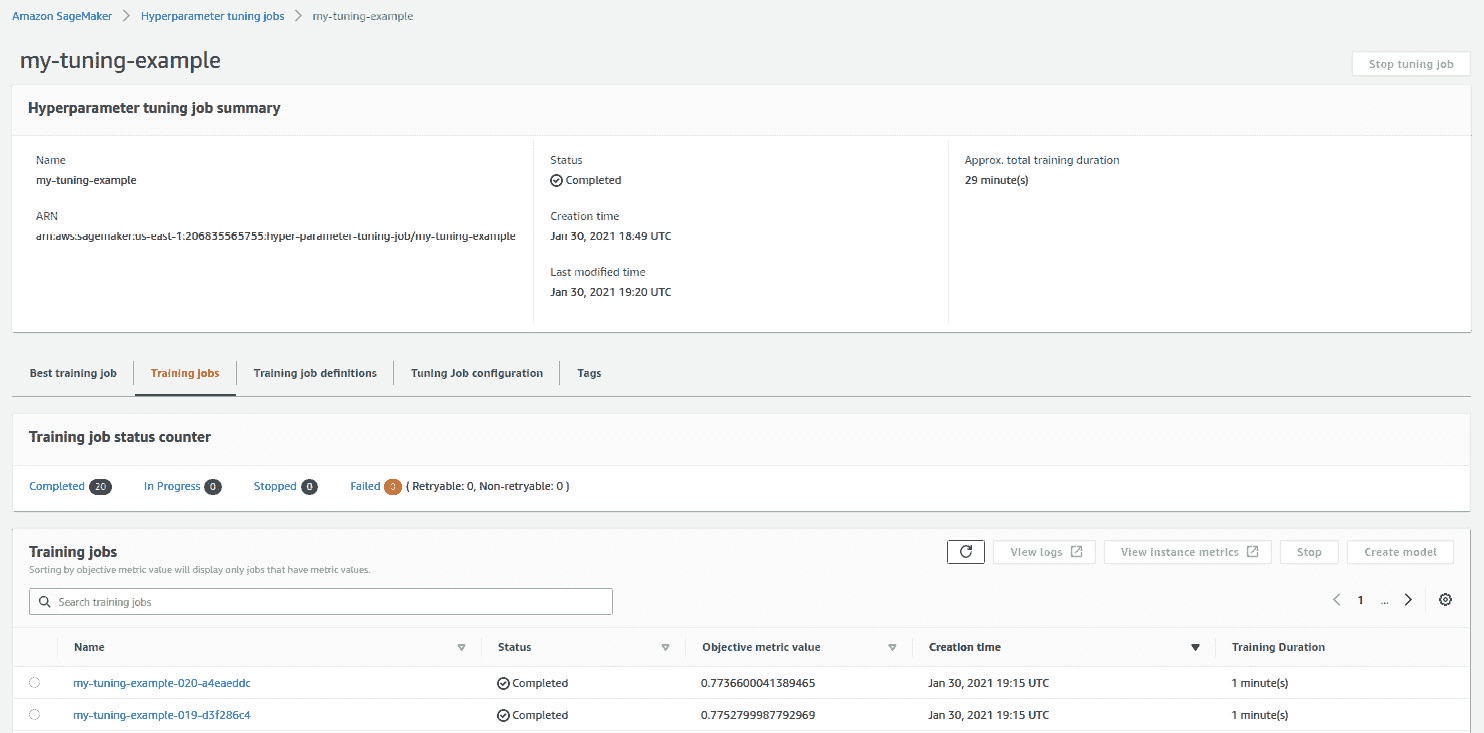 Amazon SageMaker > Hyperparameter tuning jobs > my-tuning-example
my-tuning-example
Stop tuning job
Hyperparameter tuning job summary
Name
my-tuning-example
ARN
arn:aws:sagemaker:us-east-1:206835565755:hyper-parameter-tuning-job/my-tuning-example
Status
Completed
Creation time
Jan 30, 2021 18:49 UTC
Last modified time
Jan 30, 2021 19:20 UTC
Approx. total training duration
29 minute(s)
Best training job Training jobs Training job definitions Tuning Job configuration Tags
Training job status counter
Completed 20 In Progress 0 Stopped 0 Failed ( Retryable: 0, Non-retryable: 0 )
Training jobs
Sorting by objective metric value will display only jobs that have metric values.
View logs View instance metrics Stop Create model
Search training jobs
1 ...
Name Status Objective metric value Creation time Training Duration
my-tuning-example-020-a4eaeddc Completed 0.7736600041389465 Jan 30, 2021 19:15 UTC 1 minute(s)
my-tuning-example-019-d3f286c4 Completed 0.7752799987792969 Jan 30, 2021 19:15 UTC 1 minute(s)